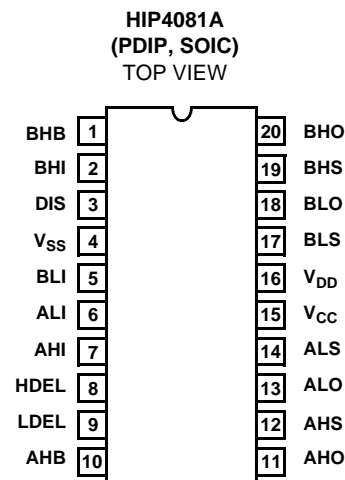 HIP4081A
(PDIP, SOIC)
TOP VIEW
BHB 1 20 BHO
BHI 2 19 BHS
DIS 3 18 BLO
VSS 4 17 BLS
BLI 5 16 VDD
ALI 6 15 VCC
AHI 7 14 ALS
HDEL 8 13 ALO
LDEL 9 12 AHS
AHB 10 11 AHO